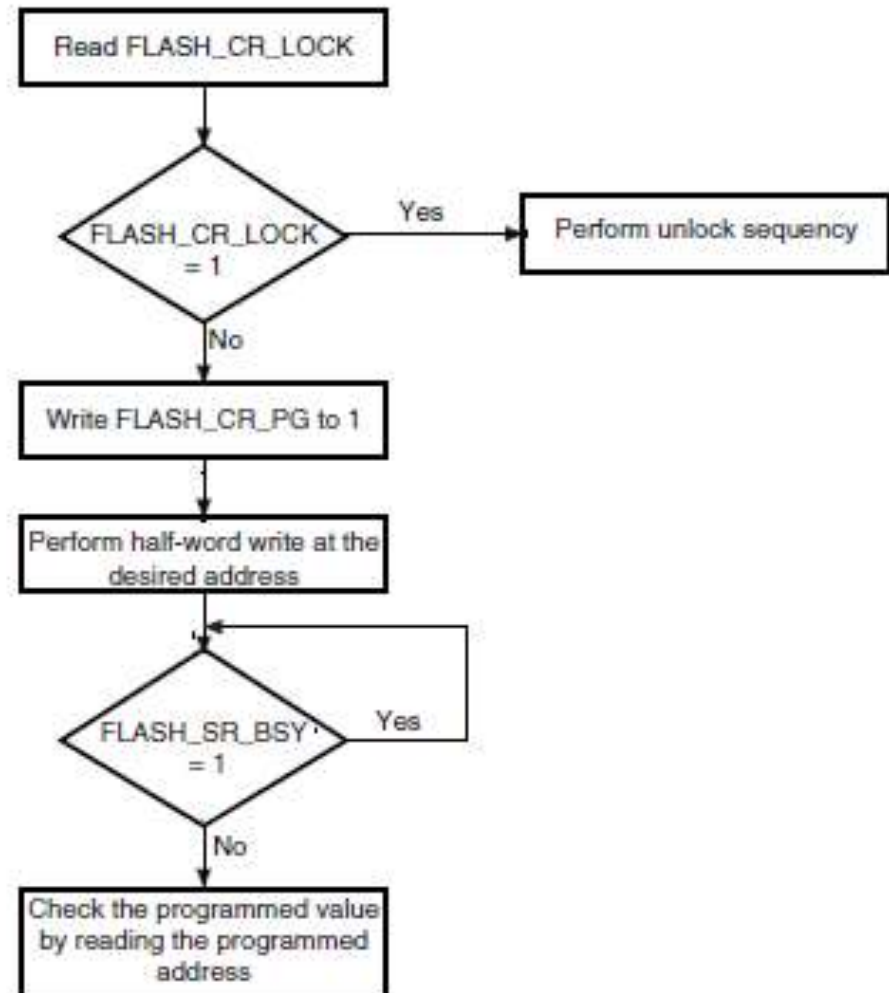 Read FLASH_CR_LOCK
FLASH_CR_LOCK
= 1
Yes
Perform unlock sequency
No
Write FLASH_CR_PG to 1
Perform half-word write at the
desired address
FLASH_SR_BSY
= 1
Yes
No
Check the programmed value
by reading the programmed
address